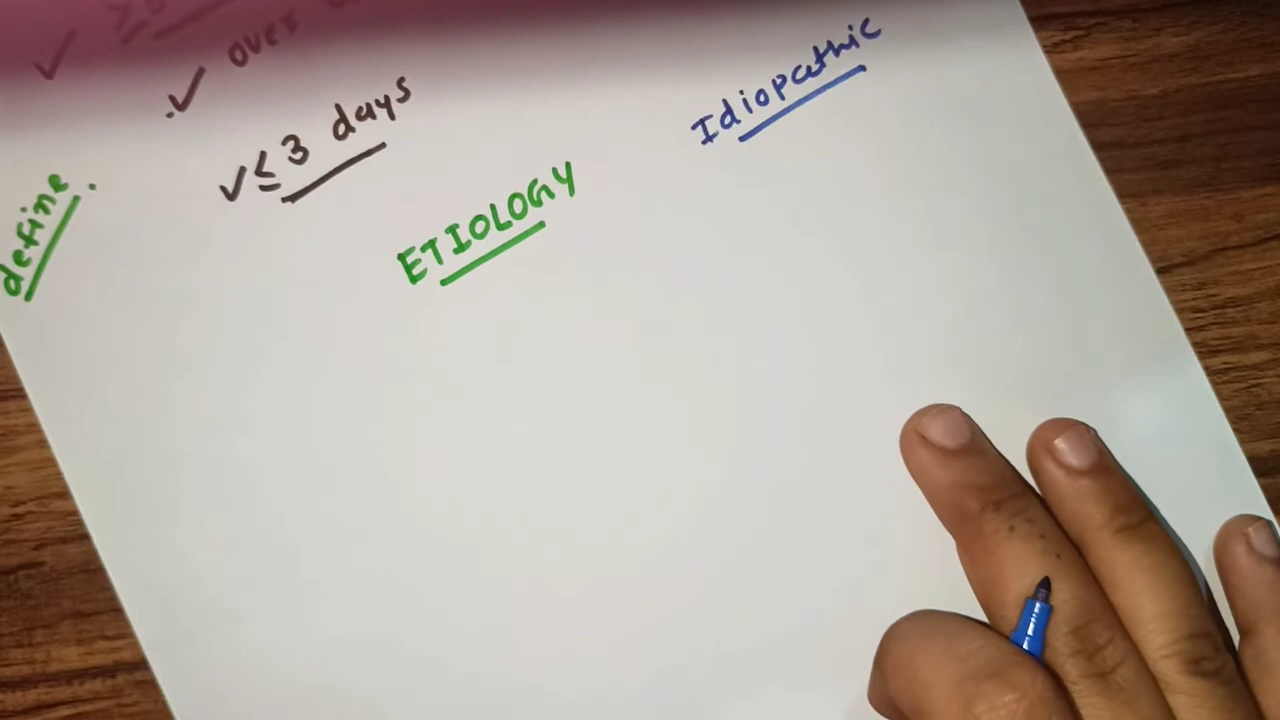 ✓ ≥
✓ over
✓ ≤ 3 days
define.
ETIOLOGY
Idiopathic